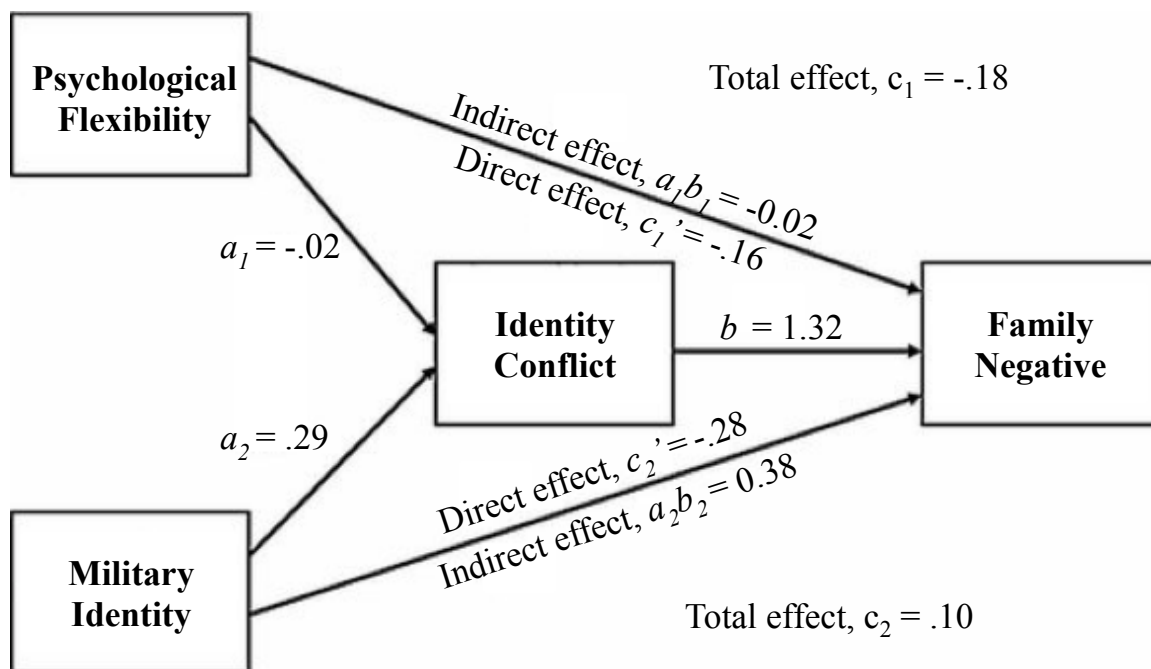 Psychological
Flexibility
Total effect, c₁ = -.18
Indirect effect, a₁b₁ = -0.02
Direct effect, c₁’= -.16
a₁ = -.02
Identity
Conflict
b = 1.32
Family
Negative
a₂ = .29
Direct effect, c₂’= -.28
Indirect effect, a₂b₂ = 0.38
Military
Identity
Total effect, c₂ = .10